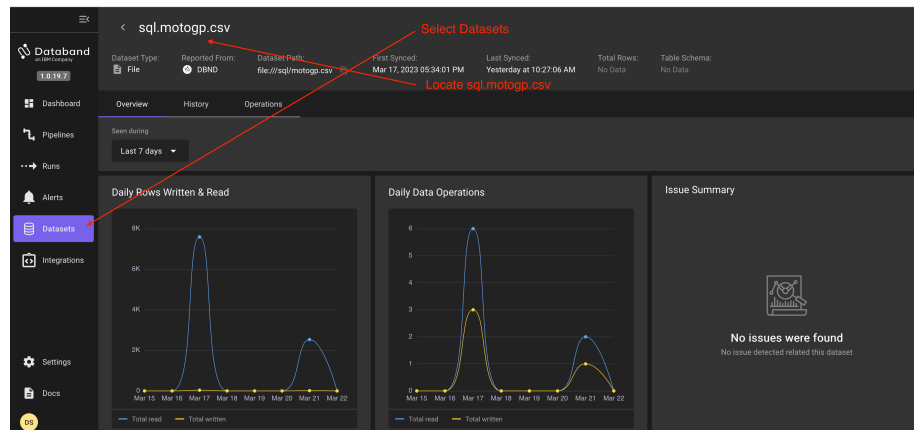 sql.motogp.csv
Select Datasets
Databand
an IBM Company
1.0.19.7
Dataset Type:
File
Reported From:
DBND
Dataset Path:
file://sql/motogp.csv
First Synced:
Mar 17, 2023 05:34:01 PM
Last Synced:
Yesterday at 10:27:06 AM
Total Rows:
No Data
Table Schema:
No Data
Locate sql.motogp.csv
Dashboard
Pipelines
Runs
Alerts
Datasets
Integrations
Settings
Docs
DS
Overview History Operations
Seen during
Last 7 days
Daily Rows Written & Read
8K
6K
4K
2K
0
Mar 15 Mar 16 Mar 17 Mar 18 Mar 19 Mar 20 Mar 21 Mar 22
Total read Total written
Daily Data Operations
6
5
4
3
2
1
0
Mar 15 Mar 16 Mar 17 Mar 18 Mar 19 Mar 20 Mar 21 Mar 22
Total read Total written
Issue Summary
No issues were found
No issue detected related this dataset